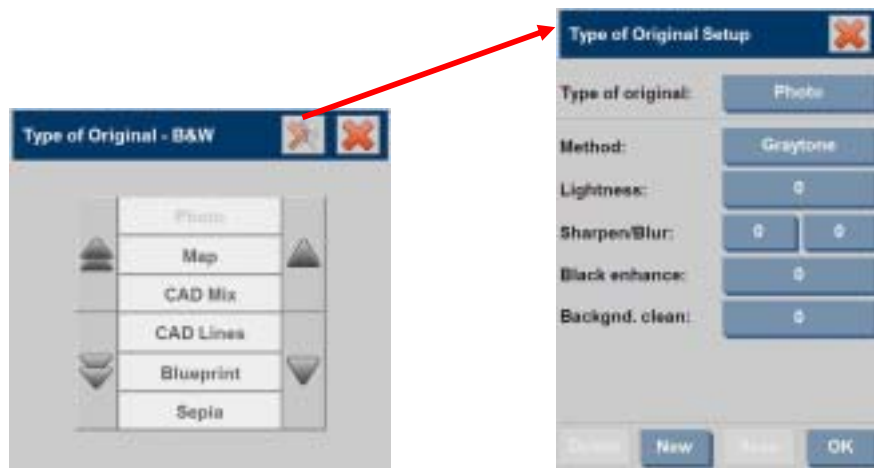 Type of Original - B&W
Photo
Map
CAD Mix
CAD Lines
Blueprint
Sepia
Type of Original Setup
Type of original: Photo
Method: Graytone
Lightness: 0
Sharpen/Blur: 0 0
Black enhance: 0
Backgnd. clean: 0
New OK